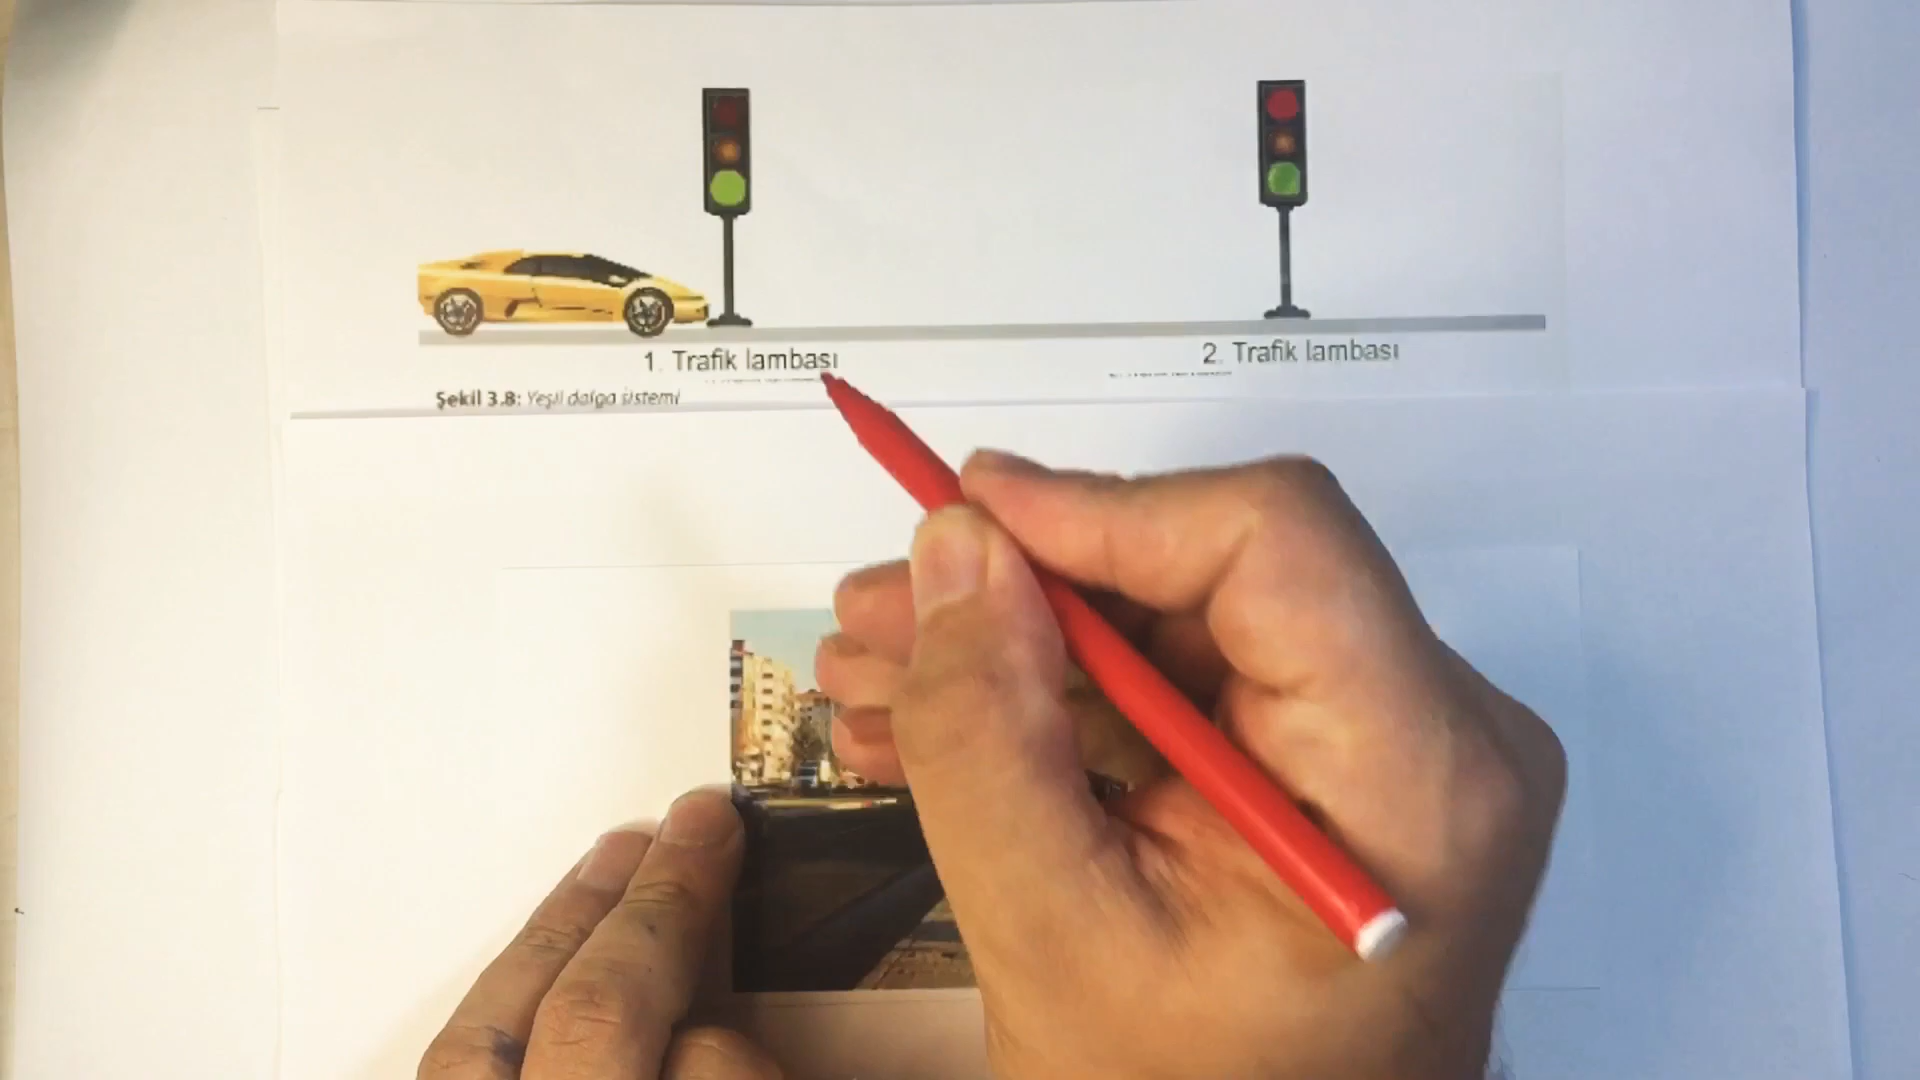 1. Trafik lambası
2. Trafik lambası
Şekil 3.8: Yeşil dalga sistemi